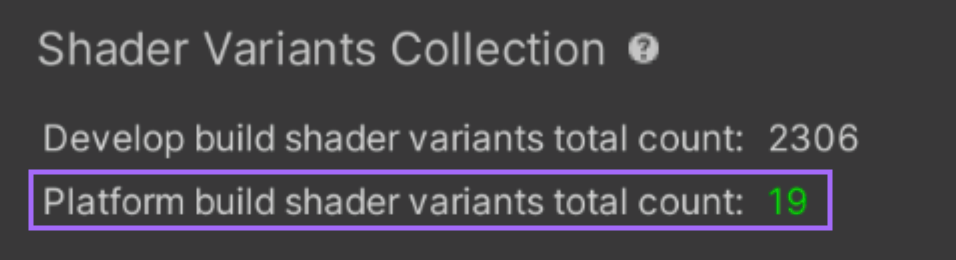 Shader Variants Collection ?
Develop build shader variants total count: 2306
Platform build shader variants total count: 19